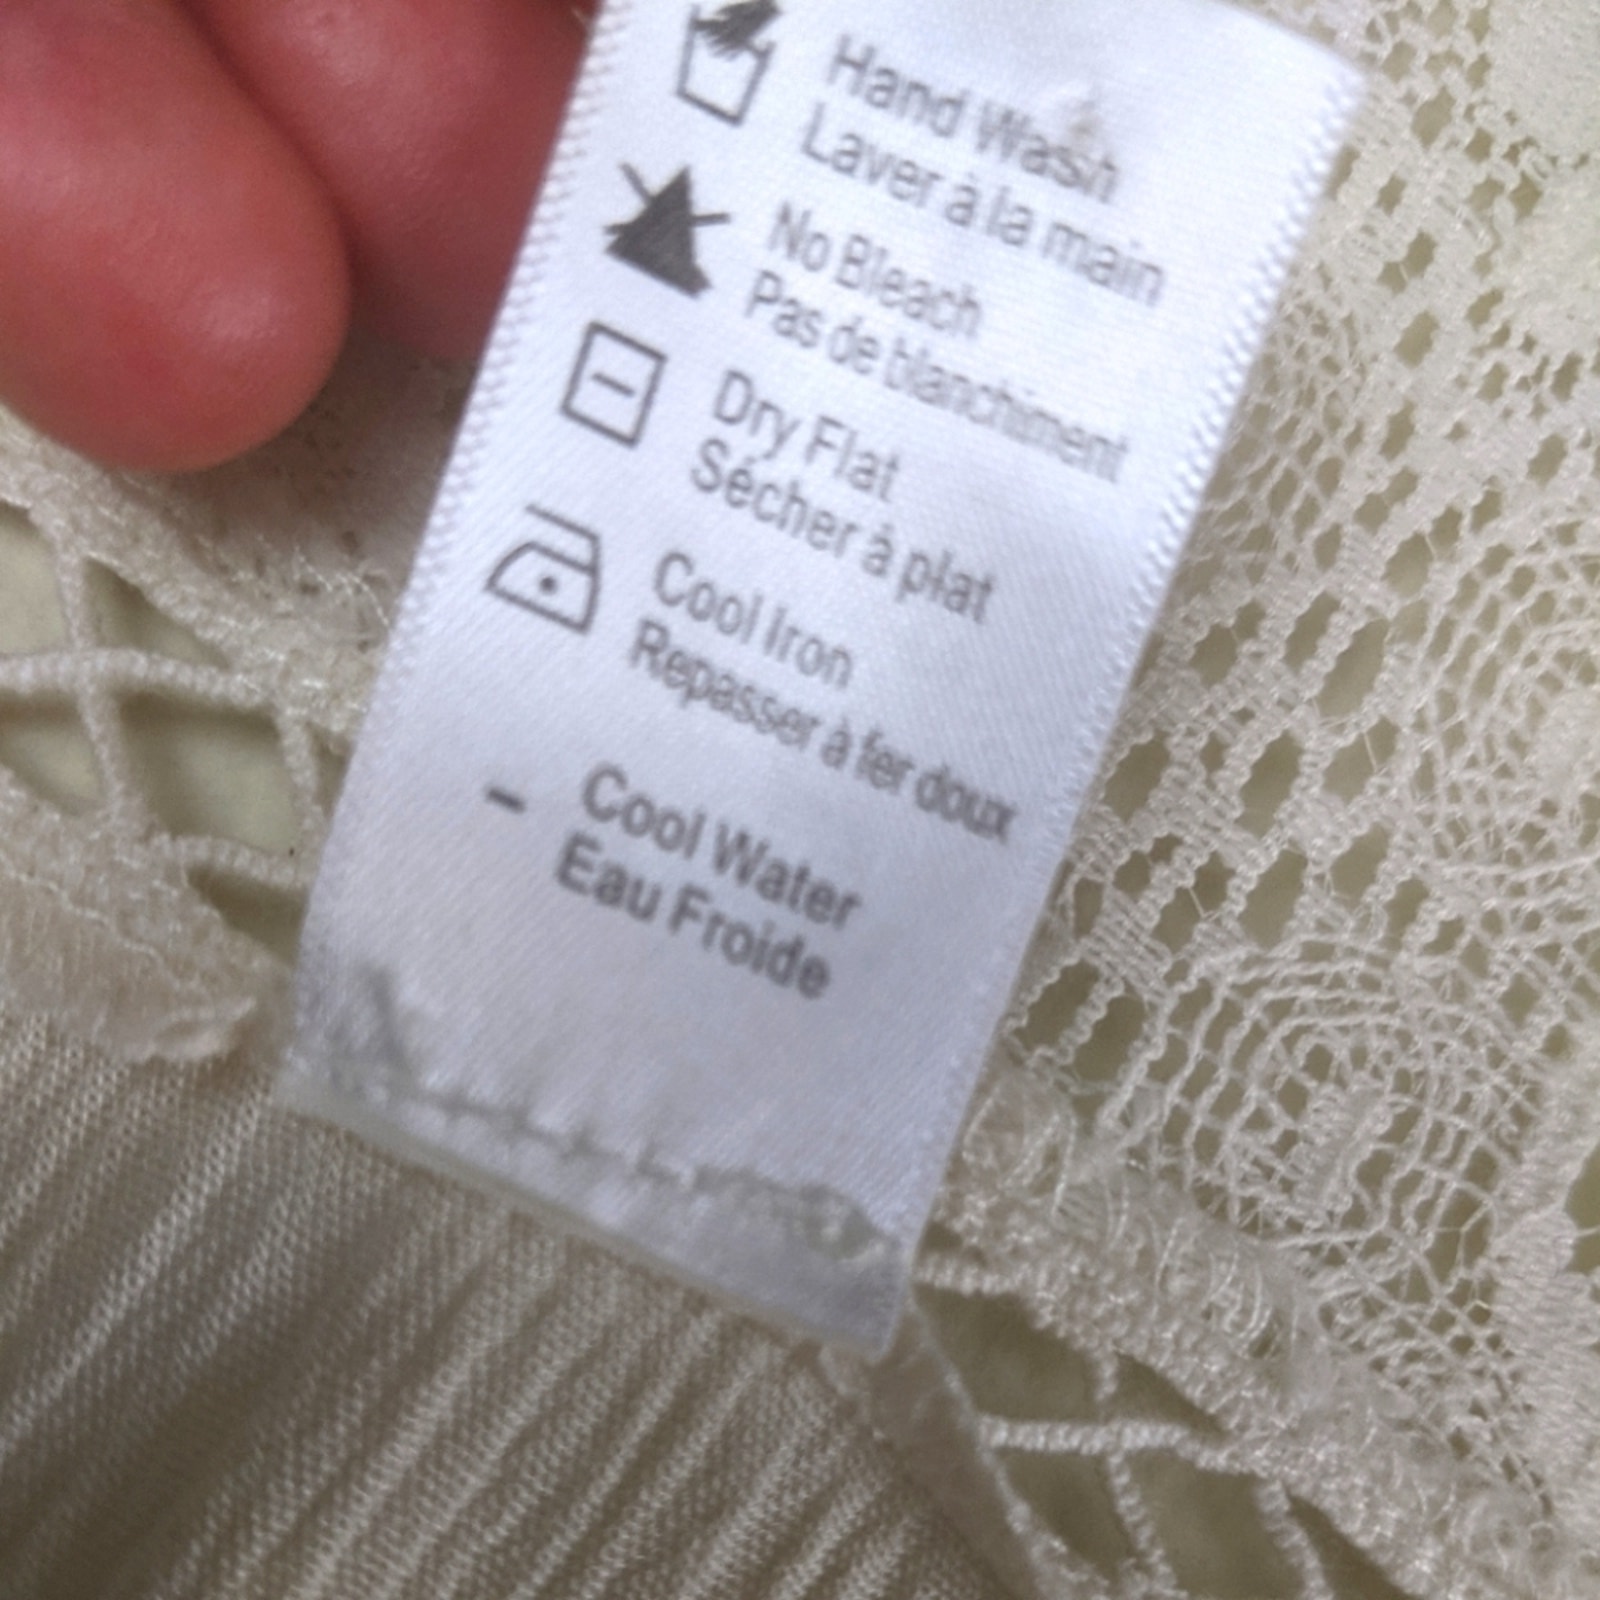 Hand Wash
Laver à la main
No Bleach
Pas de blanchiment
Dry Flat
Sécher à plat
Cool Iron
Repasser à fer doux
- Cool Water
Eau Froide